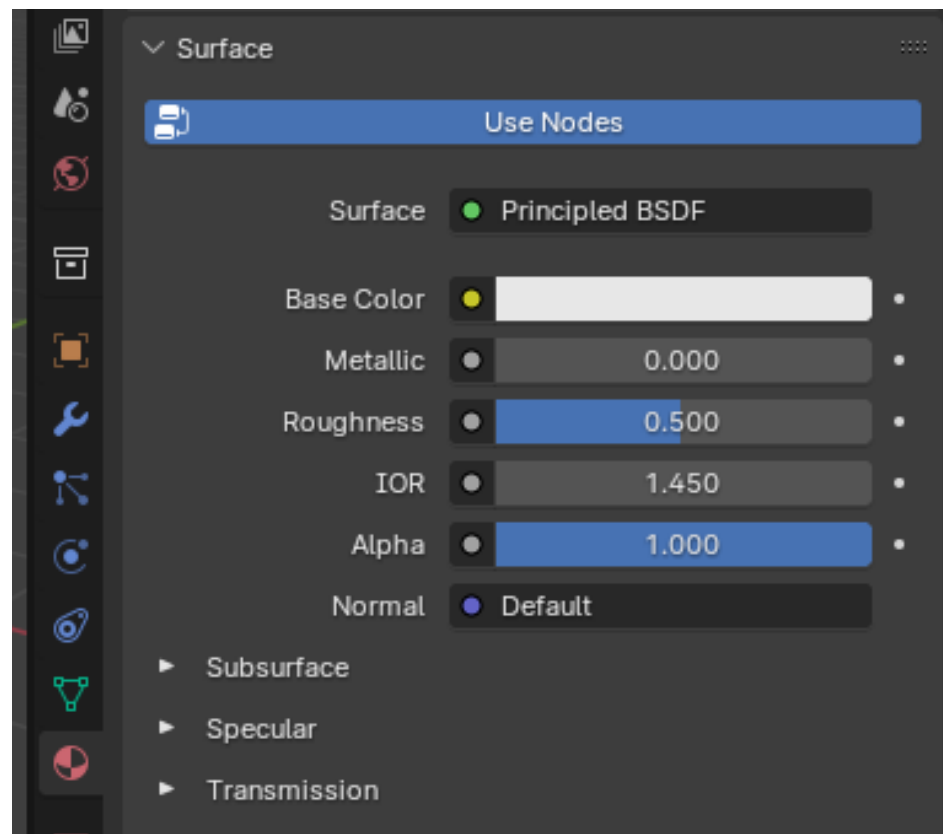 Surface
Use Nodes
Surface Principled BSDF
Base Color
Metallic 0.000
Roughness 0.500
IOR 1.450
Alpha 1.000
Normal Default
Subsurface
Specular
Transmission